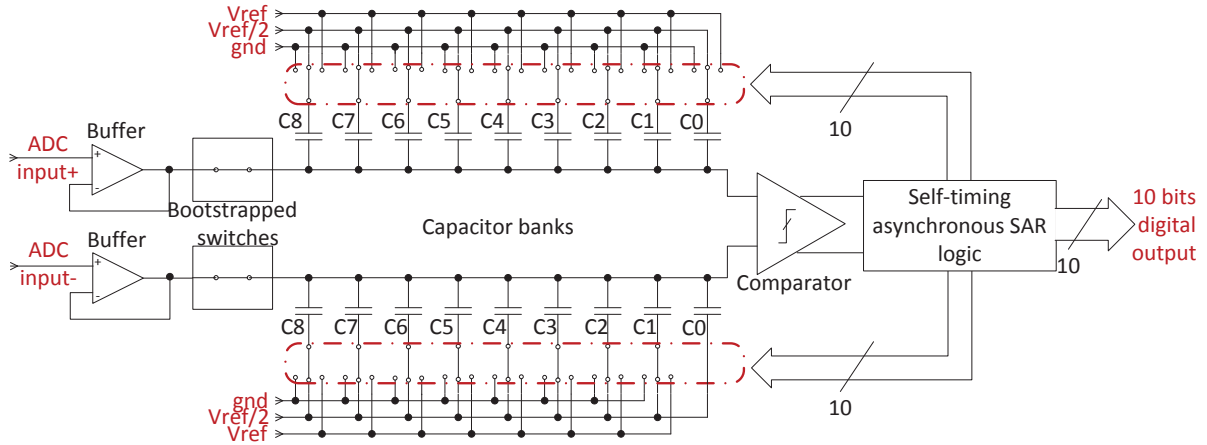 Vref
Vref/2
gnd
C8 C7 C6 C5 C4 C3 C2 C1 C0
10
Buffer
ADC
input+
+
-
Bootstrapped
switches
Capacitor banks
Self-timing
asynchronous SAR
logic
10 bits
digital
output
10
Buffer
ADC
input-
+
-
Comparator
C8 C7 C6 C5 C4 C3 C2 C1 C0
10
gnd
Vref/2
Vref